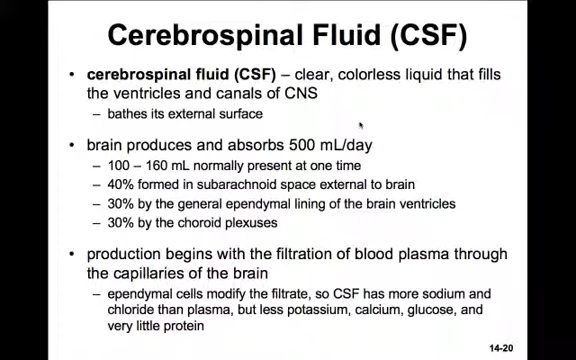 Cerebrospinal Fluid (CSF)
• cerebrospinal fluid (CSF) – clear, colorless liquid that fills
the ventricles and canals of CNS
– bathes its external surface
• brain produces and absorbs 500 mL/day
– 100 – 160 mL normally present at one time
– 40% formed in subarachnoid space external to brain
– 30% by the general ependymal lining of the brain ventricles
– 30% by the choroid plexuses
• production begins with the filtration of blood plasma through
the capillaries of the brain
– ependymal cells modify the filtrate, so CSF has more sodium and
chloride than plasma, but less potassium, calcium, glucose, and
very little protein
14-20